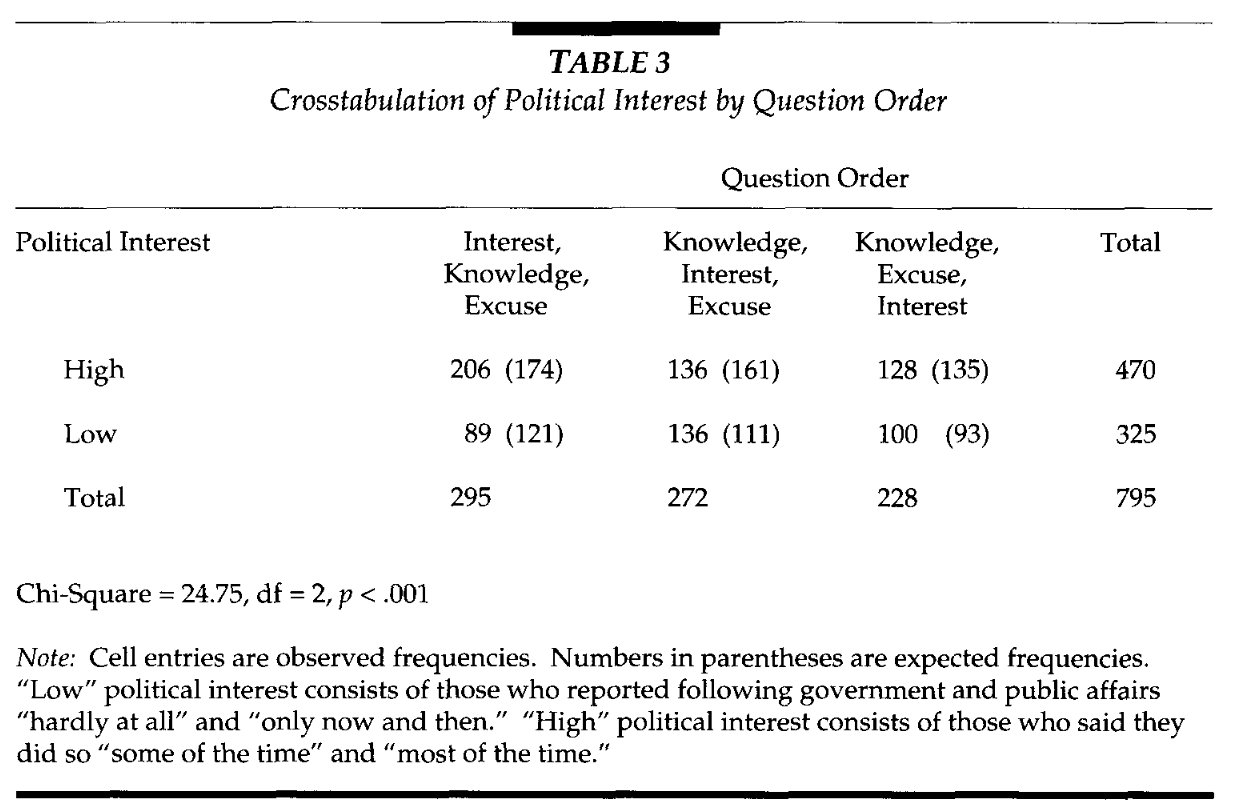 TABLE 3
Crosstabulation of Political Interest by Question Order
Question Order
Political Interest Interest, Knowledge, Knowledge, Total
Knowledge, Interest, Excuse,
Excuse Excuse Interest
High 206 (174) 136 (161) 128 (135) 470
Low 89 (121) 136 (111) 100 (93) 325
Total 295 272 228 795
Chi-Square = 24.75, df = 2, p < .001
Note: Cell entries are observed frequencies. Numbers in parentheses are expected frequencies.
“Low” political interest consists of those who reported following government and public affairs
“hardly at all” and “only now and then.” “High” political interest consists of those who said they
did so “some of the time” and “most of the time.”